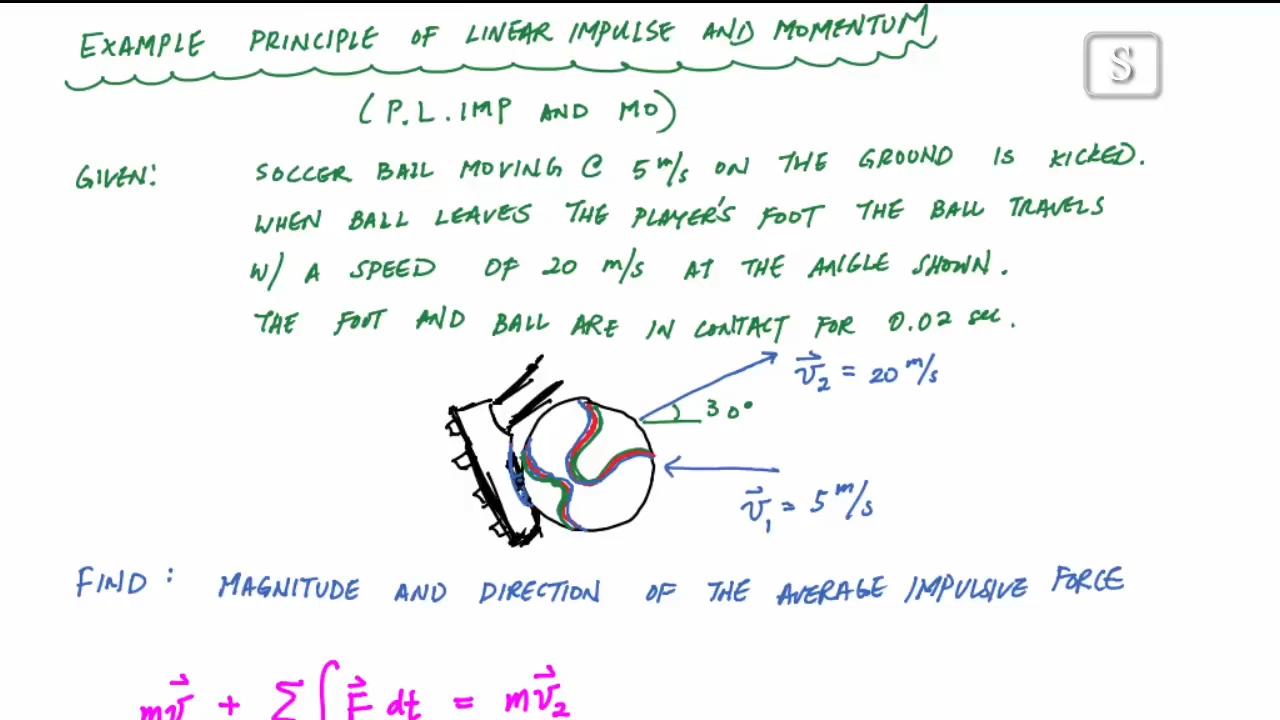 EXAMPLE PRINCIPLE OF LINEAR IMPULSE AND MOMENTUM
S
(P.L.IMP AND MO)
GIVEN: SOCCER BALL MOVING @ 5 m/s ON THE GROUND IS KICKED.
WHEN BALL LEAVES THE PLAYER'S FOOT THE BALL TRAVELS
W/ A SPEED OF 20 m/s AT THE ANGLE SHOWN.
THE FOOT AND BALL ARE IN CONTACT FOR 0.02 sec.
v⃗₂ = 20 m/s
30°
v⃗₁ = 5 m/s
FIND: MAGNITUDE AND DIRECTION OF THE AVERAGE IMPULSIVE FORCE
mv⃗ + Σ ∫ F⃗ dt = mv⃗₂